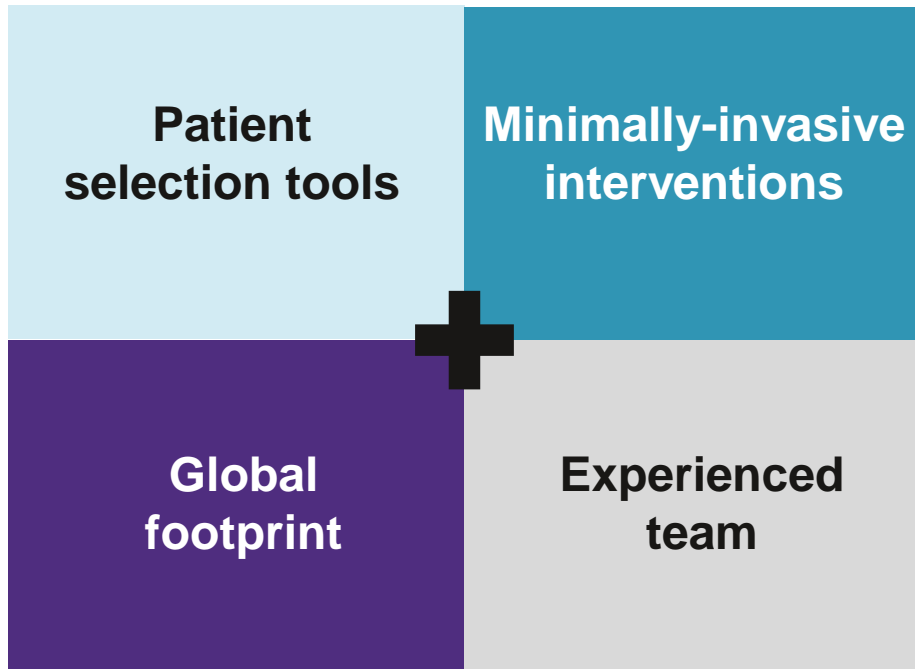 Patient
selection tools
Minimally-invasive
interventions
Global
footprint
Experienced
team